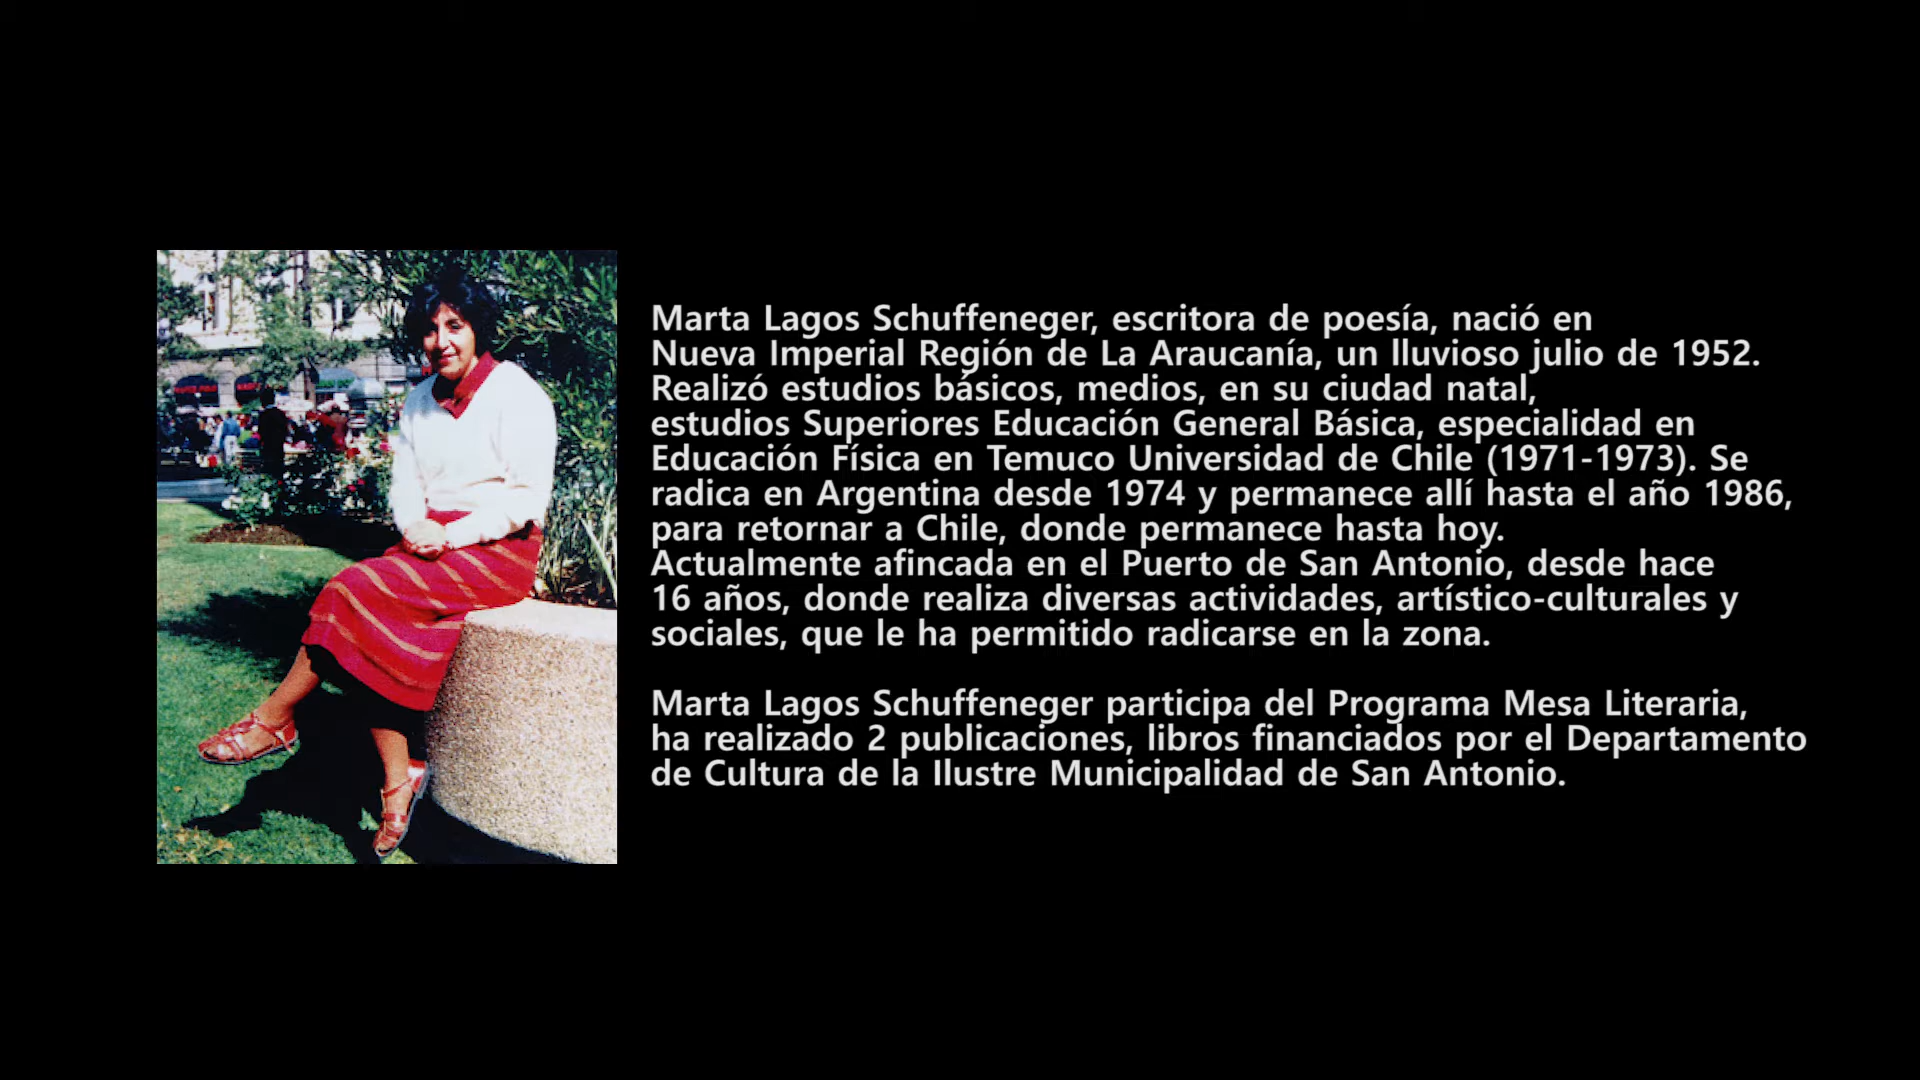 Marta Lagos Schuffeneger, escritora de poesía, nació en
Nueva Imperial Región de La Araucanía, un lluvioso julio de 1952.
Realizó estudios básicos, medios, en su ciudad natal,
estudios Superiores Educación General Básica, especialidad en
Educación Física en Temuco Universidad de Chile (1971-1973). Se
radica en Argentina desde 1974 y permanece allí hasta el año 1986,
para retornar a Chile, donde permanece hasta hoy.
Actualmente afincada en el Puerto de San Antonio, desde hace
16 años, donde realiza diversas actividades, artístico-culturales y
sociales, que le ha permitido radicarse en la zona.
Marta Lagos Schuffeneger participa del Programa Mesa Literaria,
ha realizado 2 publicaciones, libros financiados por el Departamento
de Cultura de la Ilustre Municipalidad de San Antonio.